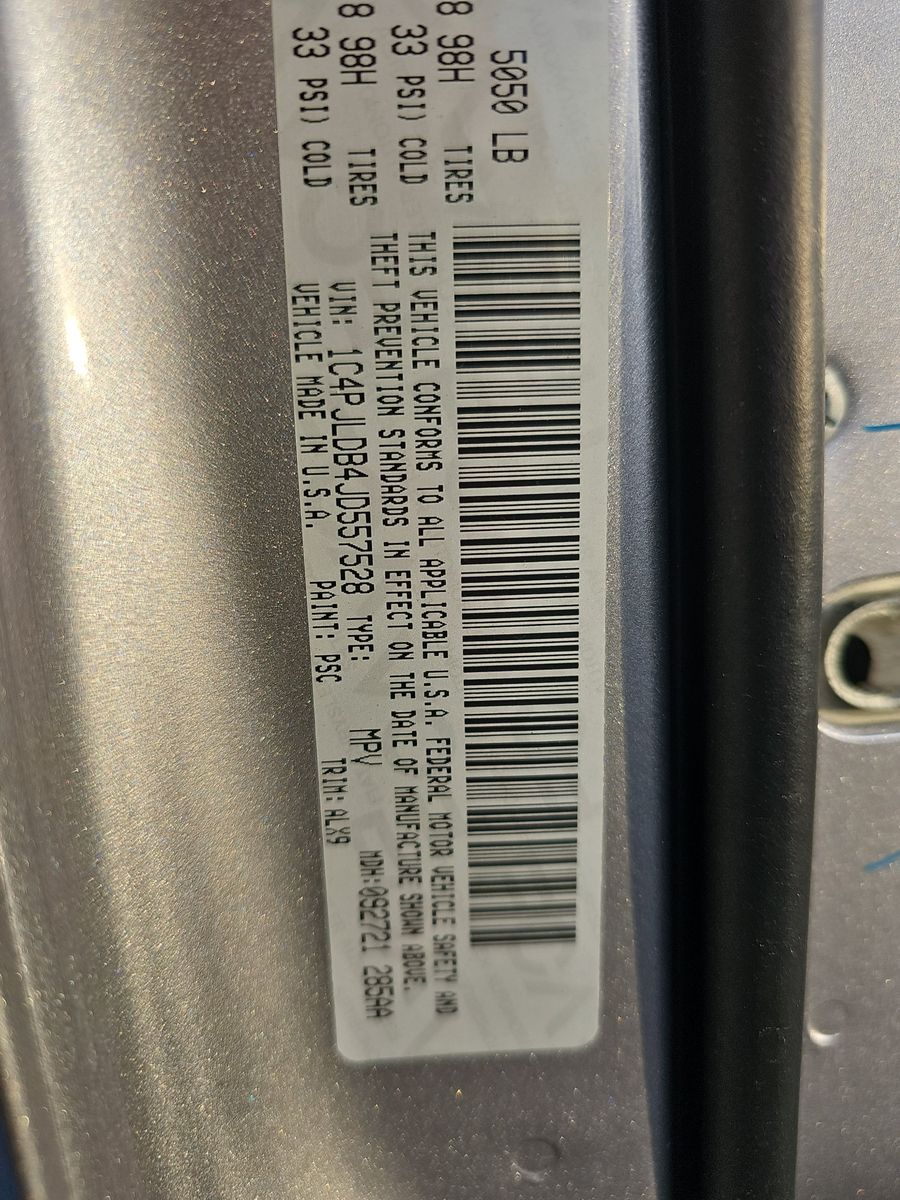 5050 LB
8 98H TIRES
33 PSI) COLD
8 98H TIRES
33 PSI) COLD
THIS VEHICLE CONFORMS TO ALL APPLICABLE U.S.A. FEDERAL MOTOR VEHICLE SAFETY AND
THEFT PREVENTION STANDARDS IN EFFECT ON THE DATE OF MANUFACTURE SHOWN ABOVE.
VIN: 1C4PJLDB4JD557528 TYPE: MPV MDH:092721 285AA
VEHICLE MADE IN U.S.A. PAINT: PSC TRIM:ALX9